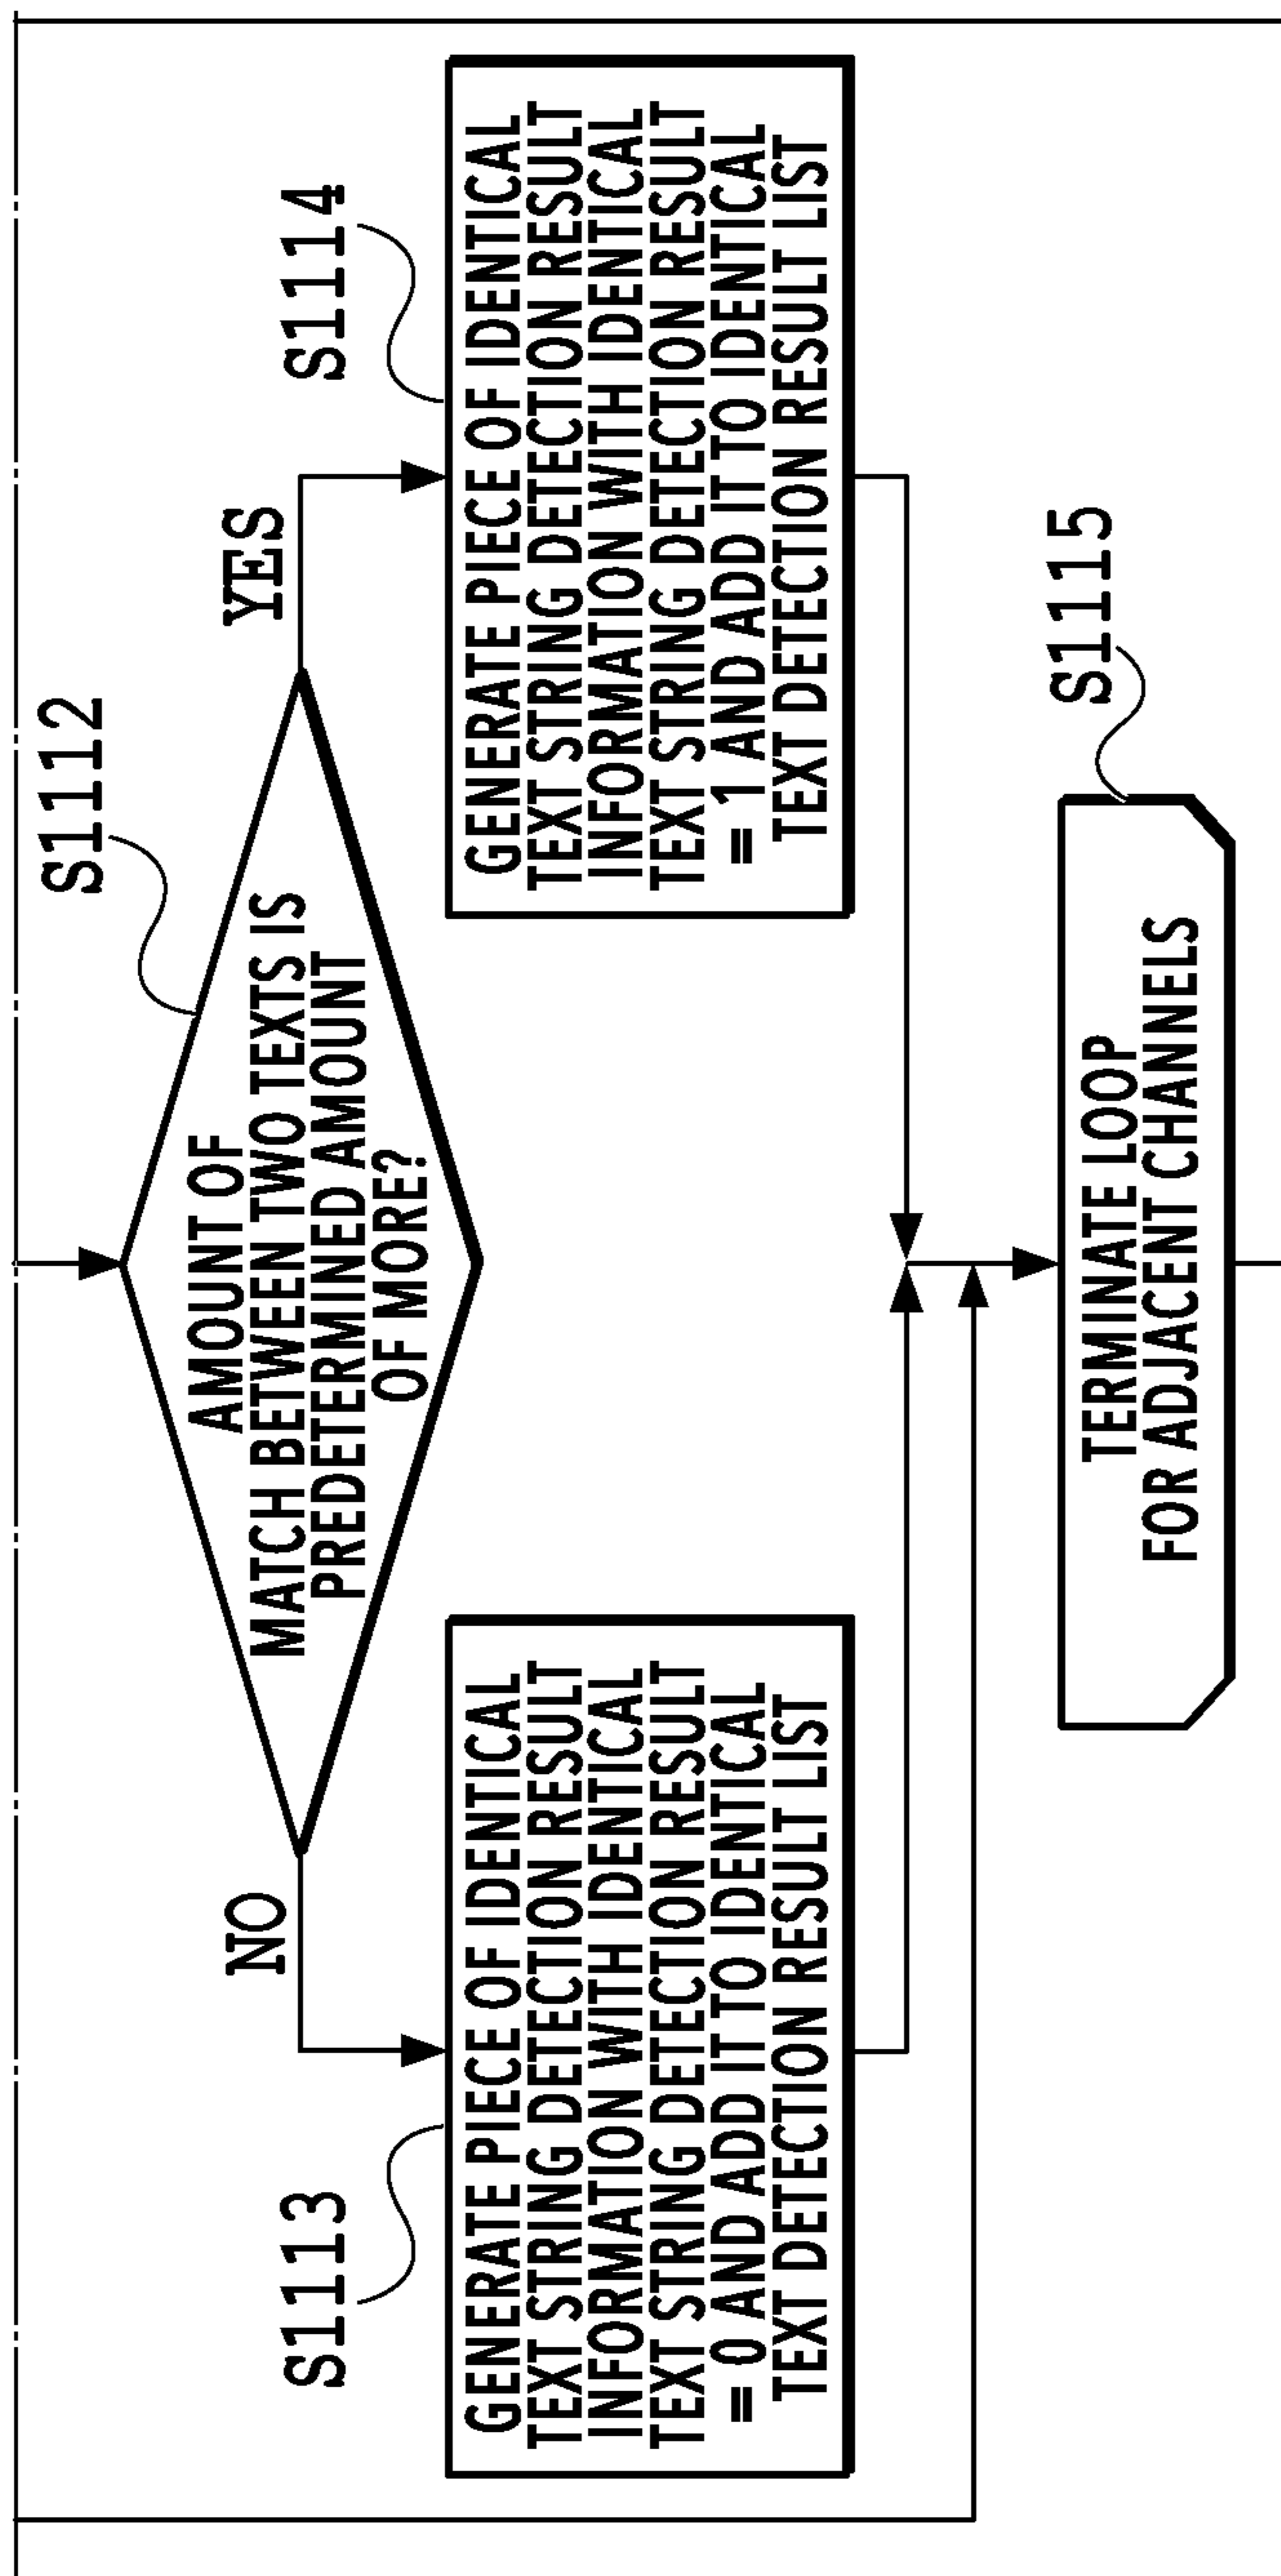 S1112
AMOUNT OF
MATCH BETWEEN TWO TEXTS IS
PREDETERMINED AMOUNT
OF MORE?
NO
YES
S1113
GENERATE PIECE OF IDENTICAL
TEXT STRING DETECTION RESULT
INFORMATION WITH IDENTICAL
TEXT STRING DETECTION RESULT
= 0 AND ADD IT TO IDENTICAL
TEXT DETECTION RESULT LIST
S1114
GENERATE PIECE OF IDENTICAL
TEXT STRING DETECTION RESULT
INFORMATION WITH IDENTICAL
TEXT STRING DETECTION RESULT
= 1 AND ADD IT TO IDENTICAL
TEXT DETECTION RESULT LIST
S1115
TERMINATE LOOP
FOR ADJACENT CHANNELS